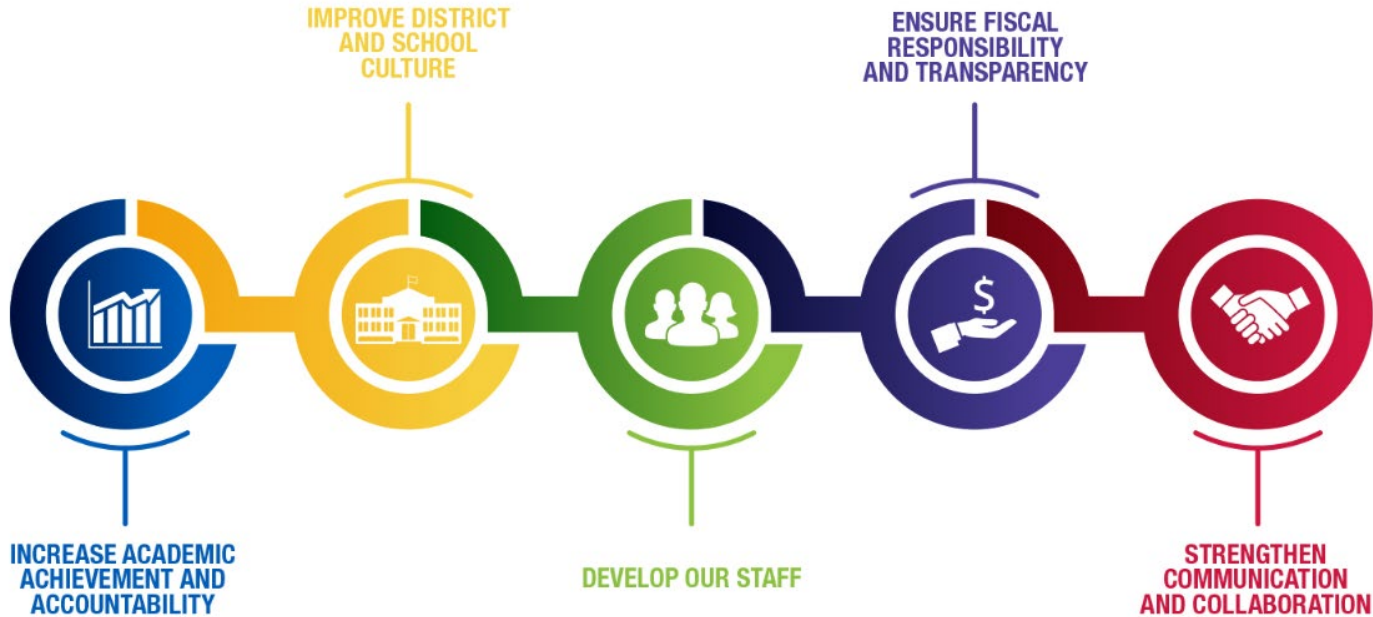 IMPROVE DISTRICT
AND SCHOOL
CULTURE
ENSURE FISCAL
RESPONSIBILITY
AND TRANSPARENCY
$
INCREASE ACADEMIC
ACHIEVEMENT AND
ACCOUNTABILITY
DEVELOP OUR STAFF
STRENGTHEN
COMMUNICATION
AND COLLABORATION